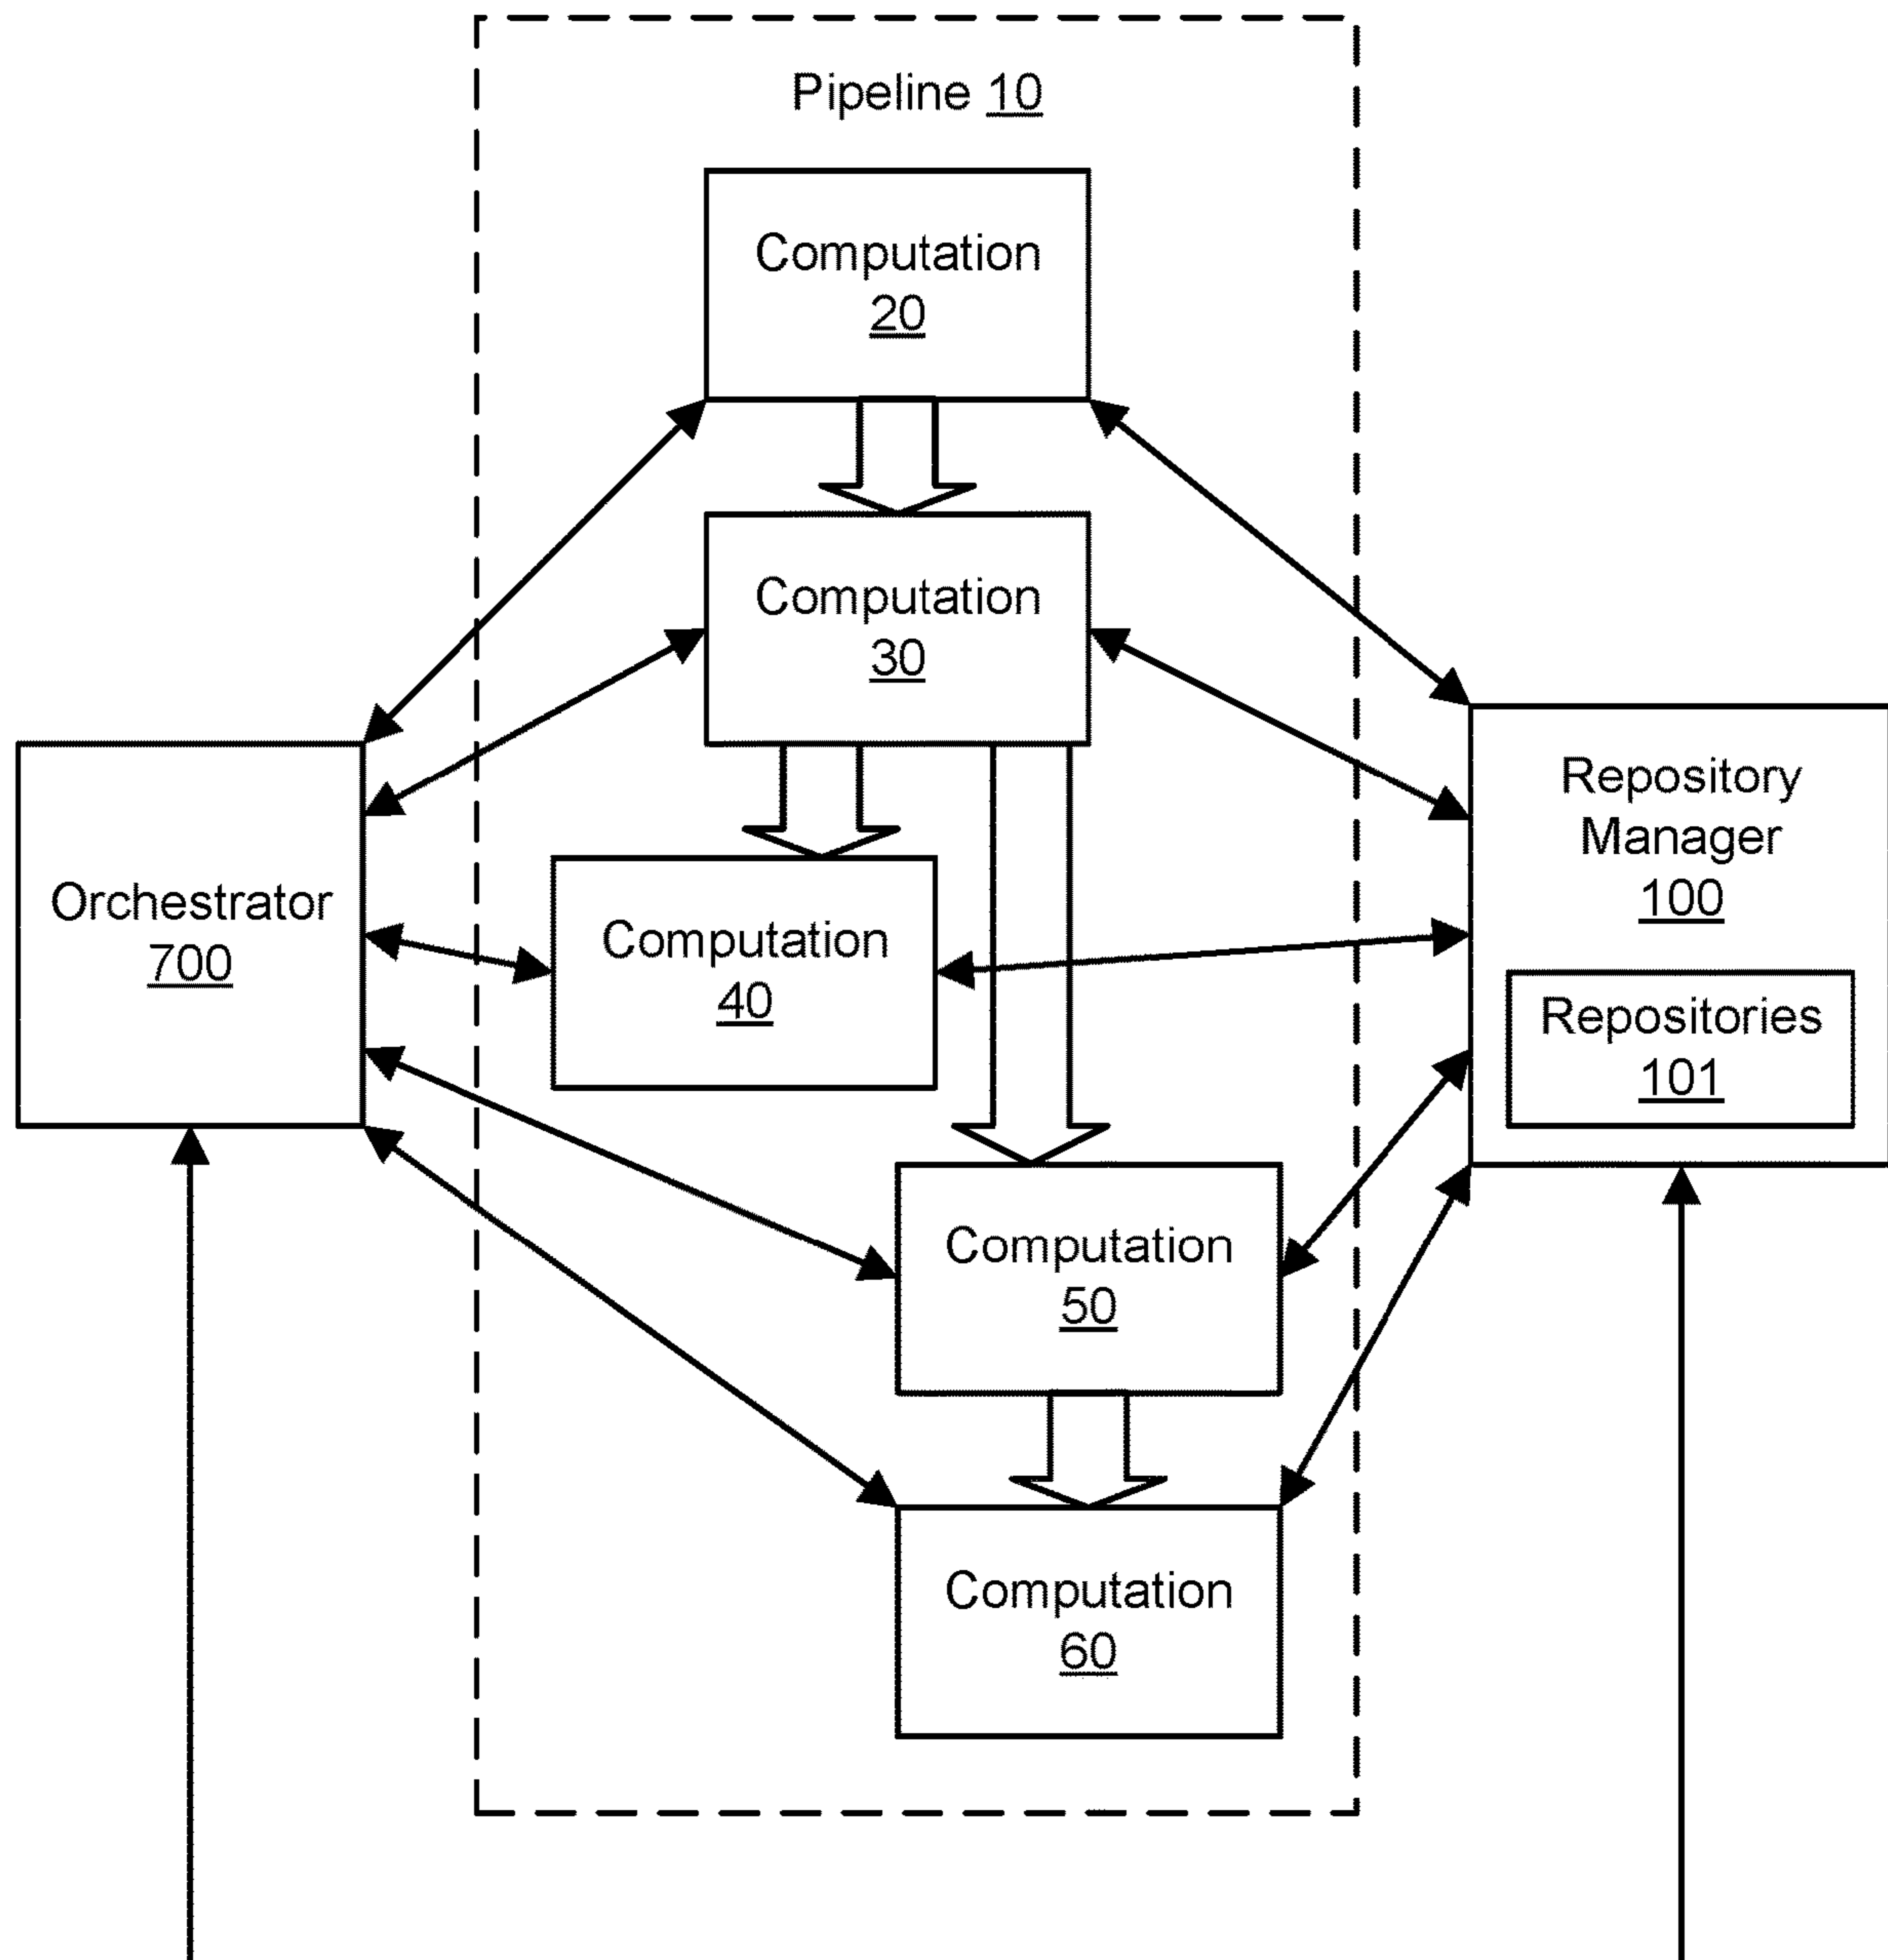 Pipeline 10
Computation
20
Computation
30
Orchestrator
700
Computation
40
Repository
Manager
100
Repositories
101
Computation
50
Computation
60